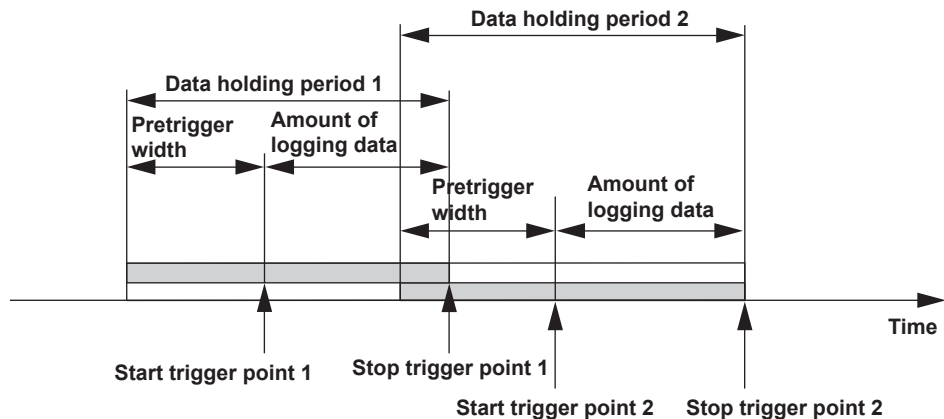 Data holding period 2
Data holding period 1
Pretrigger
width
Amount of
logging data
Pretrigger
width
Amount of
logging data
Time
Start trigger point 1
Stop trigger point 1
Start trigger point 2
Stop trigger point 2